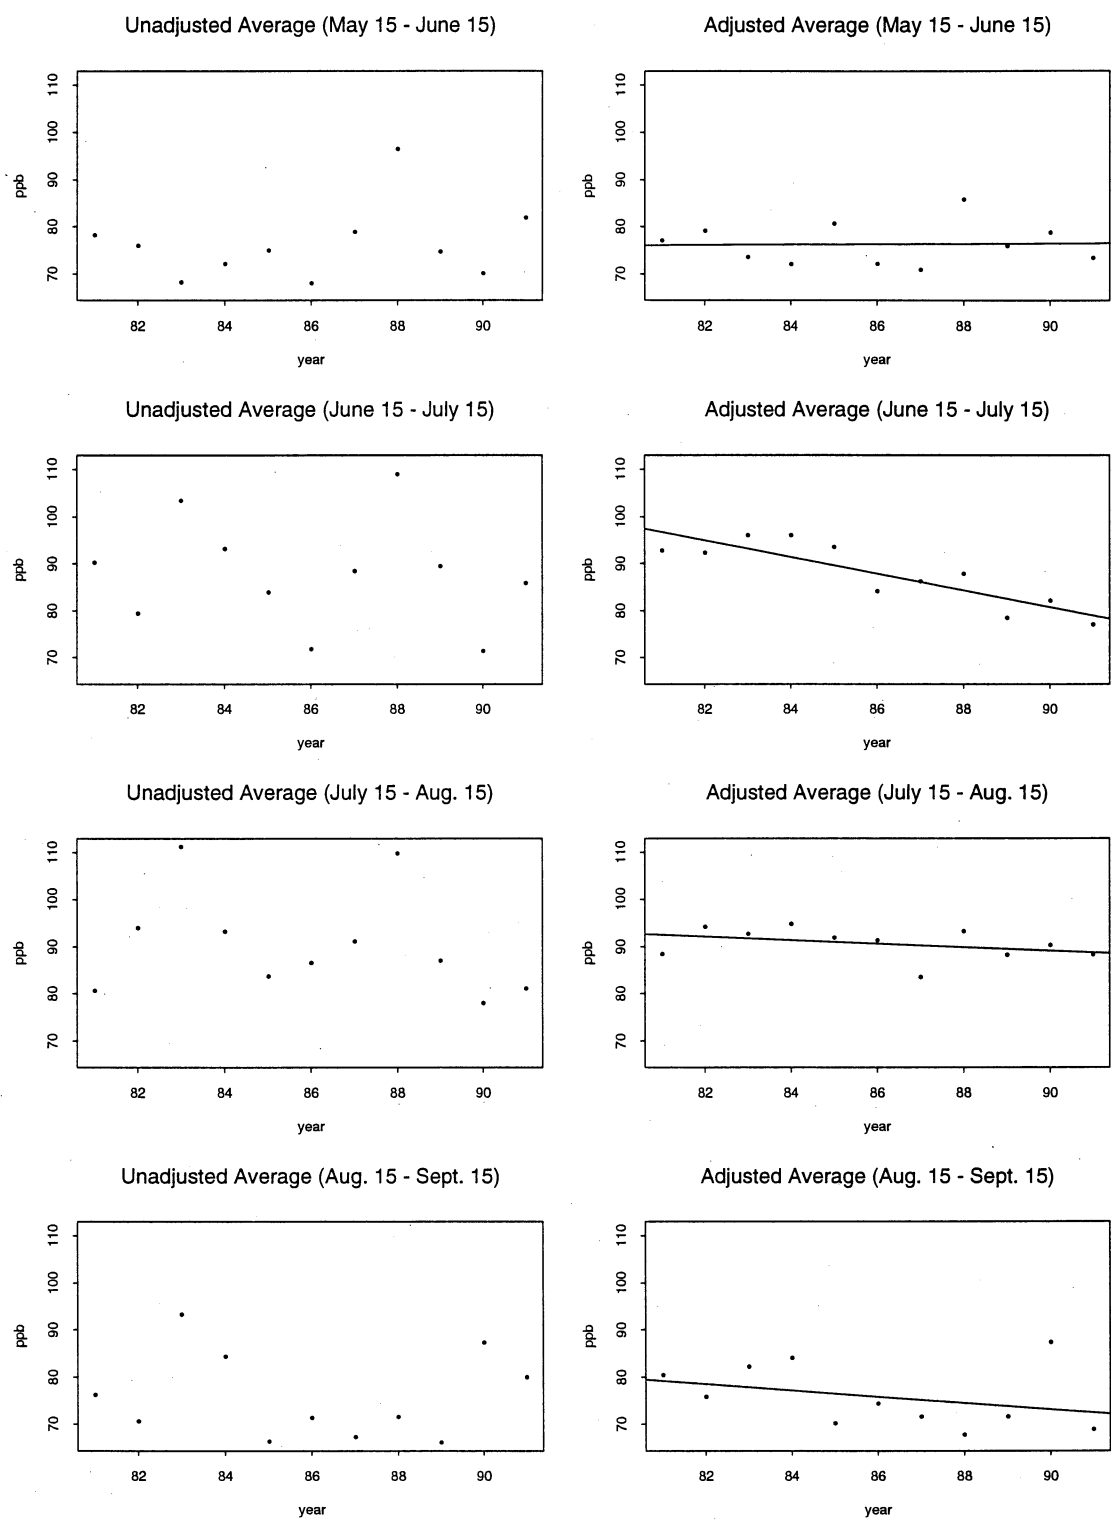 Unadjusted Average (May 15 - June 15)
ppb
70 80 90 100 110
82 84 86 88 90
year
Adjusted Average (May 15 - June 15)
ppb
70 80 90 100 110
82 84 86 88 90
year
Unadjusted Average (June 15 - July 15)
ppb
70 80 90 100 110
82 84 86 88 90
year
Adjusted Average (June 15 - July 15)
ppb
70 80 90 100 110
82 84 86 88 90
year
Unadjusted Average (July 15 - Aug. 15)
ppb
70 80 90 100 110
82 84 86 88 90
year
Adjusted Average (July 15 - Aug. 15)
ppb
70 80 90 100 110
82 84 86 88 90
year
Unadjusted Average (Aug. 15 - Sept. 15)
ppb
70 80 90 100 110
82 84 86 88 90
year
Adjusted Average (Aug. 15 - Sept. 15)
ppb
70 80 90 100 110
82 84 86 88 90
year